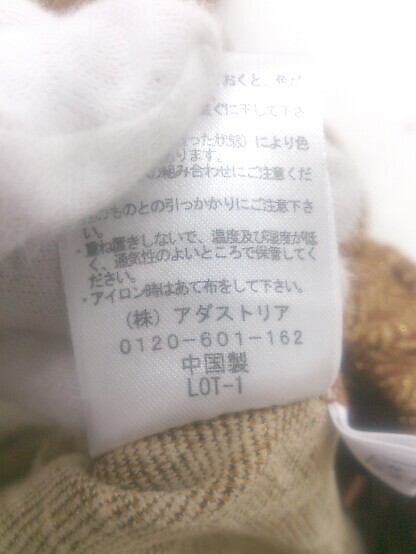 おくと、色が
ぐに干して下さ
った状態）により色
ります。
の組み合わせにご注意くだ
のものとの引っかかりにご注意下さ
い。
・重ね置きしないで、温度及び湿度が低
く、通気性のよいところで保管してく
ださい。
・アイロン時はあて布をして下さい。
（株）アダストリア
0120-601-162
中国製
LOT-1